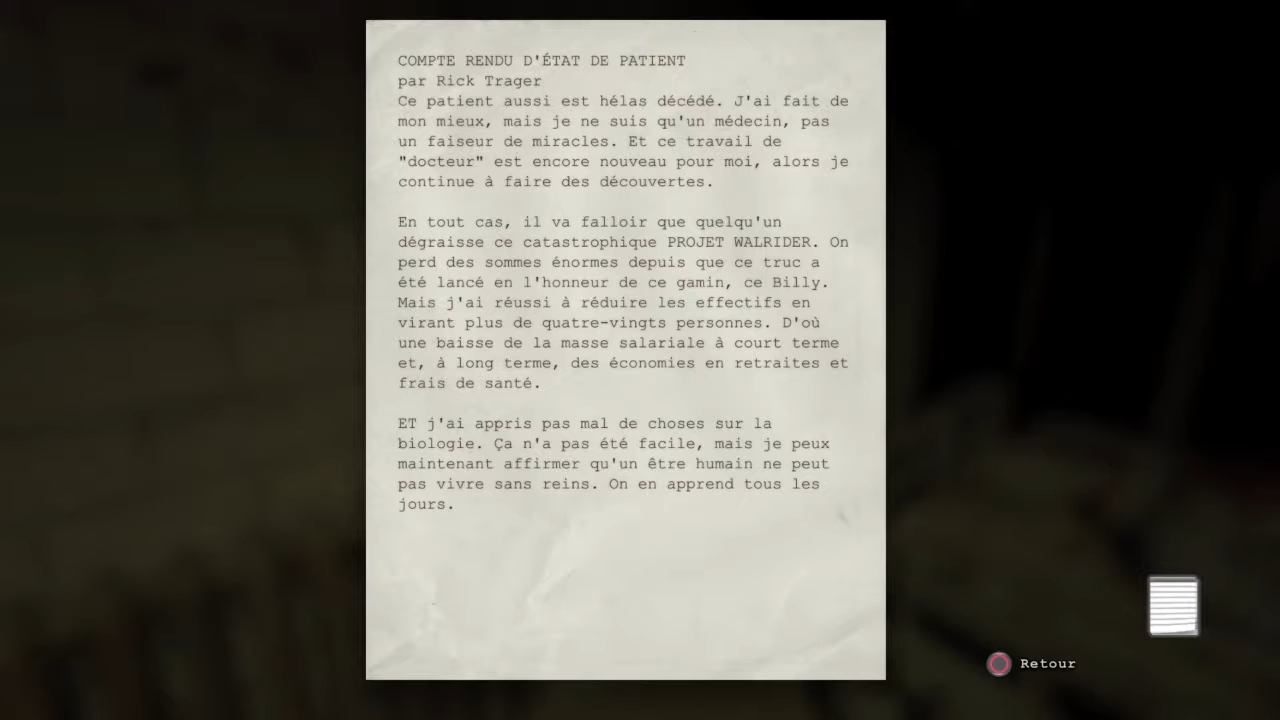 COMPTE RENDU D'ÉTAT DE PATIENT
par Rick Trager
Ce patient aussi est hélas décédé. J'ai fait de
mon mieux, mais je ne suis qu'un médecin, pas
un faiseur de miracles. Et ce travail de
"docteur" est encore nouveau pour moi, alors je
continue à faire des découvertes.
En tout cas, il va falloir que quelqu'un
dégraisse ce catastrophique PROJET WALRIDER. On
perd des sommes énormes depuis que ce truc a
été lancé en l'honneur de ce gamin, ce Billy.
Mais j'ai réussi à réduire les effectifs en
virant plus de quatre-vingts personnes. D'où
une baisse de la masse salariale à court terme
et, à long terme, des économies en retraites et
frais de santé.
ET j'ai appris pas mal de choses sur la
biologie. Ça n'a pas été facile, mais je peux
maintenant affirmer qu'un être humain ne peut
pas vivre sans reins. On en apprend tous les
jours.
Retour